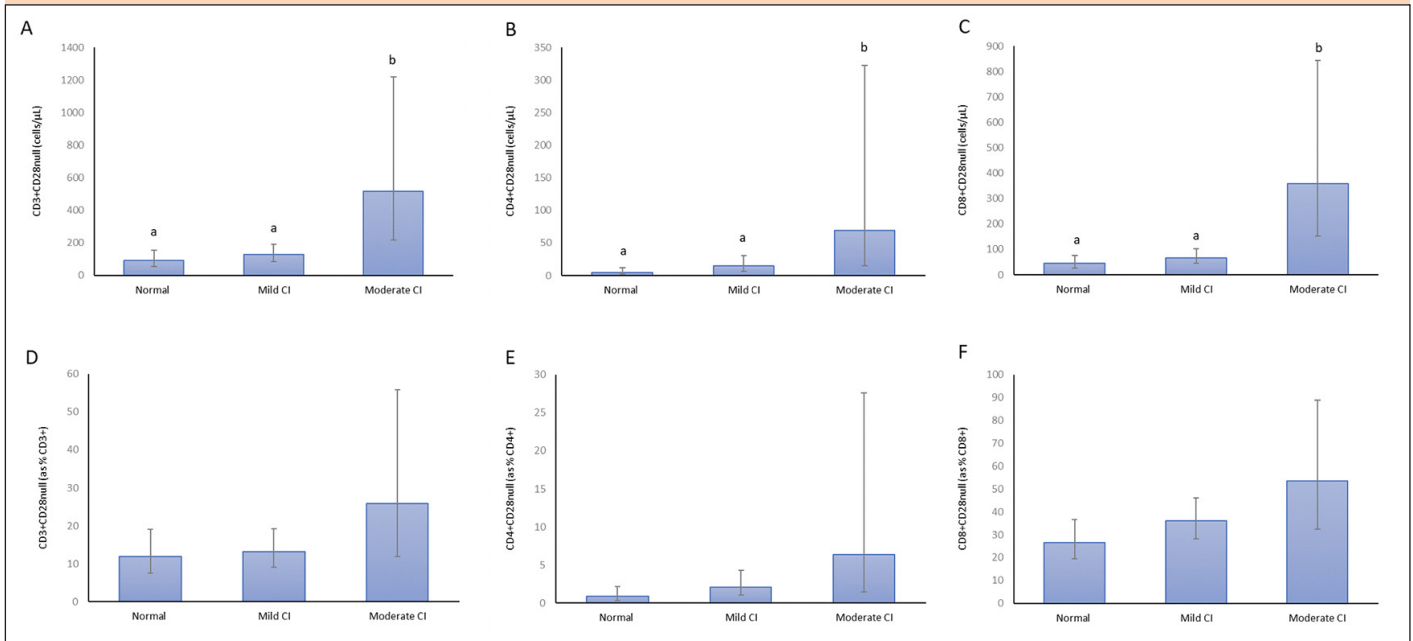 A
CD3+CD28null (cells/µL)
1400
1200
1000
800
600
400
200
0
a
a
b
Normal
Mild CI
Moderate CI
B
CD4+CD28null (cells/µL)
350
300
250
200
150
100
50
0
a
a
b
Normal
Mild CI
Moderate CI
C
CD8+CD28null (cells/µL)
900
800
700
600
500
400
300
200
100
0
a
a
b
Normal
Mild CI
Moderate CI
D
CD3+CD28null (as % CD3+)
60
50
40
30
20
10
0
Normal
Mild CI
Moderate CI
E
CD4+CD28null (as % CD4+)
30
25
20
15
10
5
0
Normal
Mild CI
Moderate CI
F
CD8+CD28null (as % CD8+)
100
90
80
70
60
50
40
30
20
10
0
Normal
Mild CI
Moderate CI